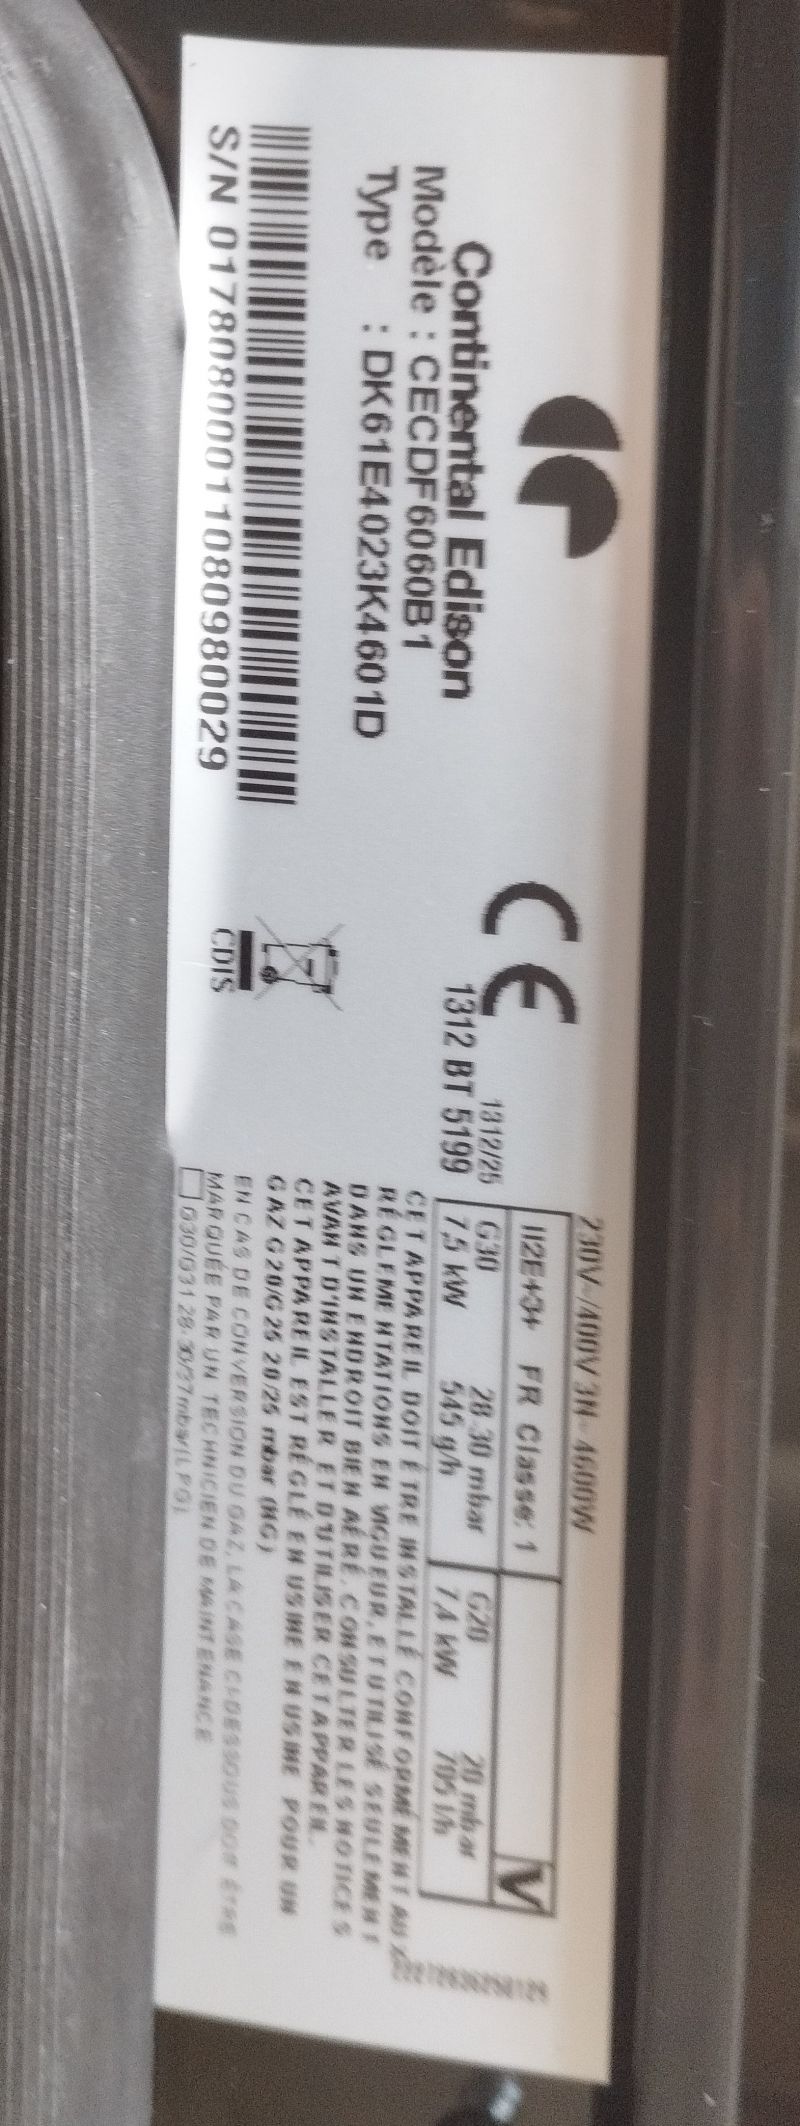 Continental Edison
Modèle : CECDF6060B1
Type : DK61E4023K4601D
S/N 0178080001108098 0029
CE
1312/25
1312 BT 5199
CDIS
230V~/400V 3N~ 4600W
II2E+3+ FR Classe: 1
G30 28-30 mbar G20 20 mbar
7,5 kW 545 g/h 7,4 kW 705 l/h
CET APPAREIL DOIT ÊTRE INSTALLÉ CONFORMÉMENT AUX
RÉGLEMENTATIONS EN VIGUEUR, ET UTILISÉ SEULEMENT
DANS UN ENDROIT BIEN AÉRÉ. CONSULTER LES NOTICES
AVANT D'INSTALLER ET D'UTILISER CET APPAREIL.
CET APPAREIL EST RÉGLÉ EN USINE EN USINE POUR UN
GAZ G20/G25 20/25 mbar (NG)
EN CAS DE CONVERSION DU GAZ, LA CASE CI-DESSOUS DOIT ÊTRE
MARQUÉE PAR UN TECHNICIEN DE MAINTENANCE
G30/G31 28-30/37mbar(LPG)